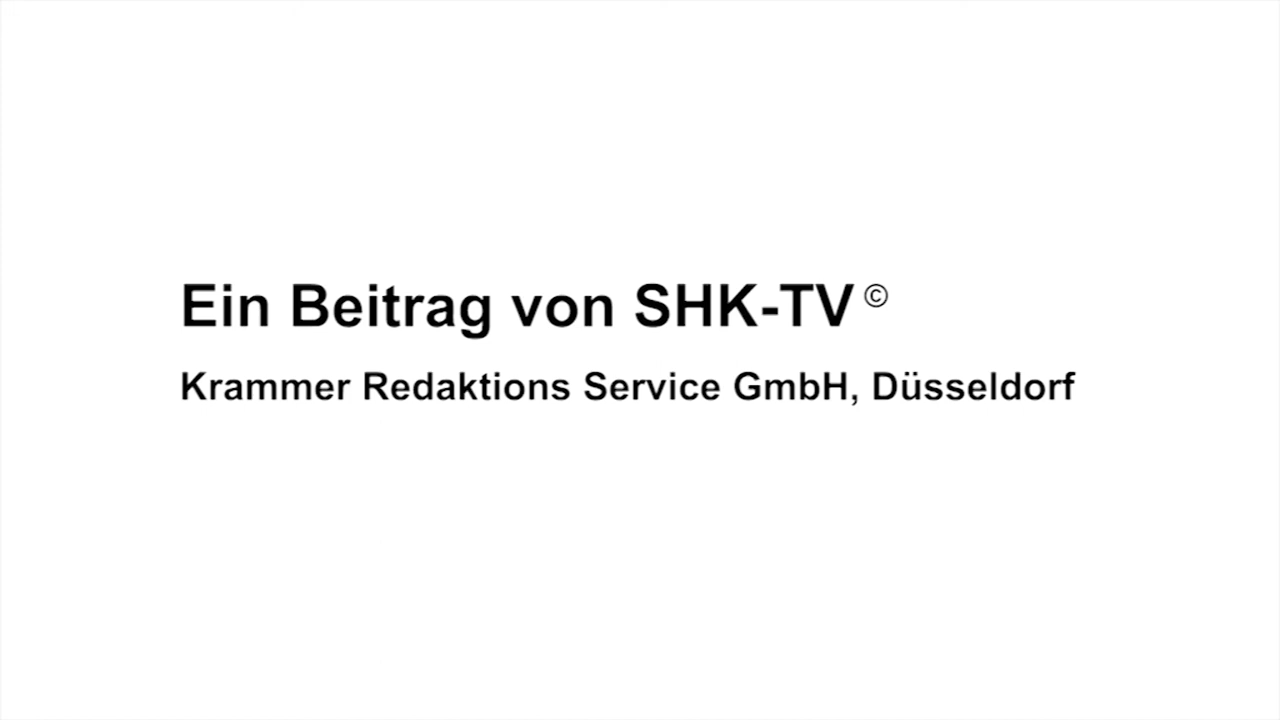 Ein Beitrag von SHK-TV ©
Krammer Redaktions Service GmbH, Düsseldorf